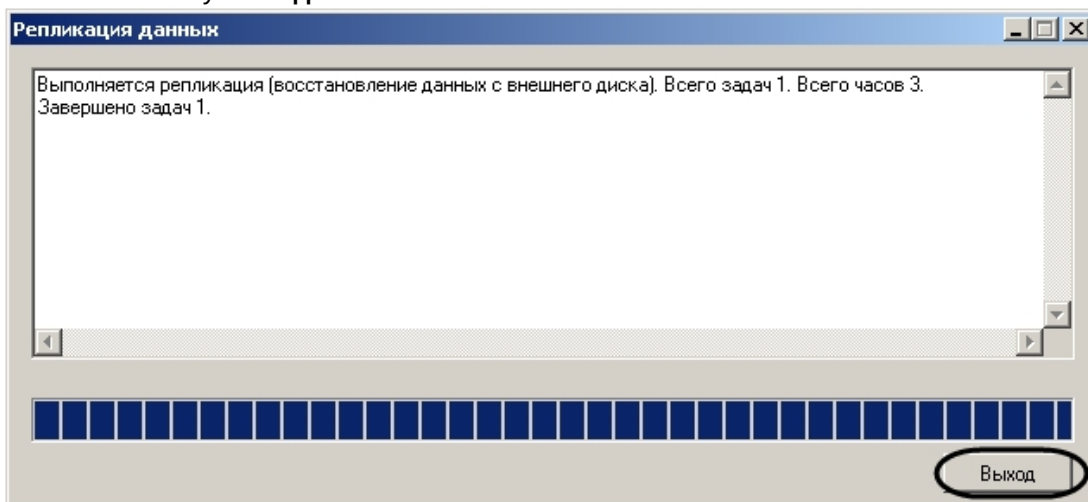 Репликация данных
Выполняется репликация (восстановление данных с внешнего диска). Всего задач 1. Всего часов 3.
Завершено задач 1.
Выход